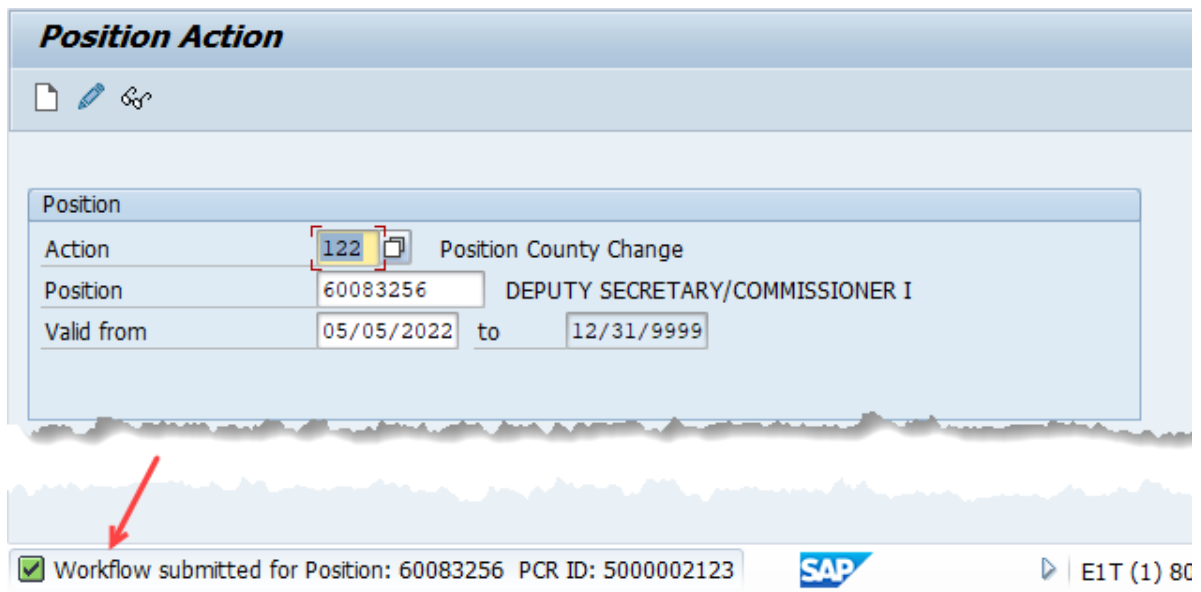 Position Action
Position
Action 122 Position County Change
Position 60083256 DEPUTY SECRETARY/COMMISSIONER I
Valid from 05/05/2022 to 12/31/9999
Workflow submitted for Position: 60083256 PCR ID: 5000002123 SAP E1T (1) 80